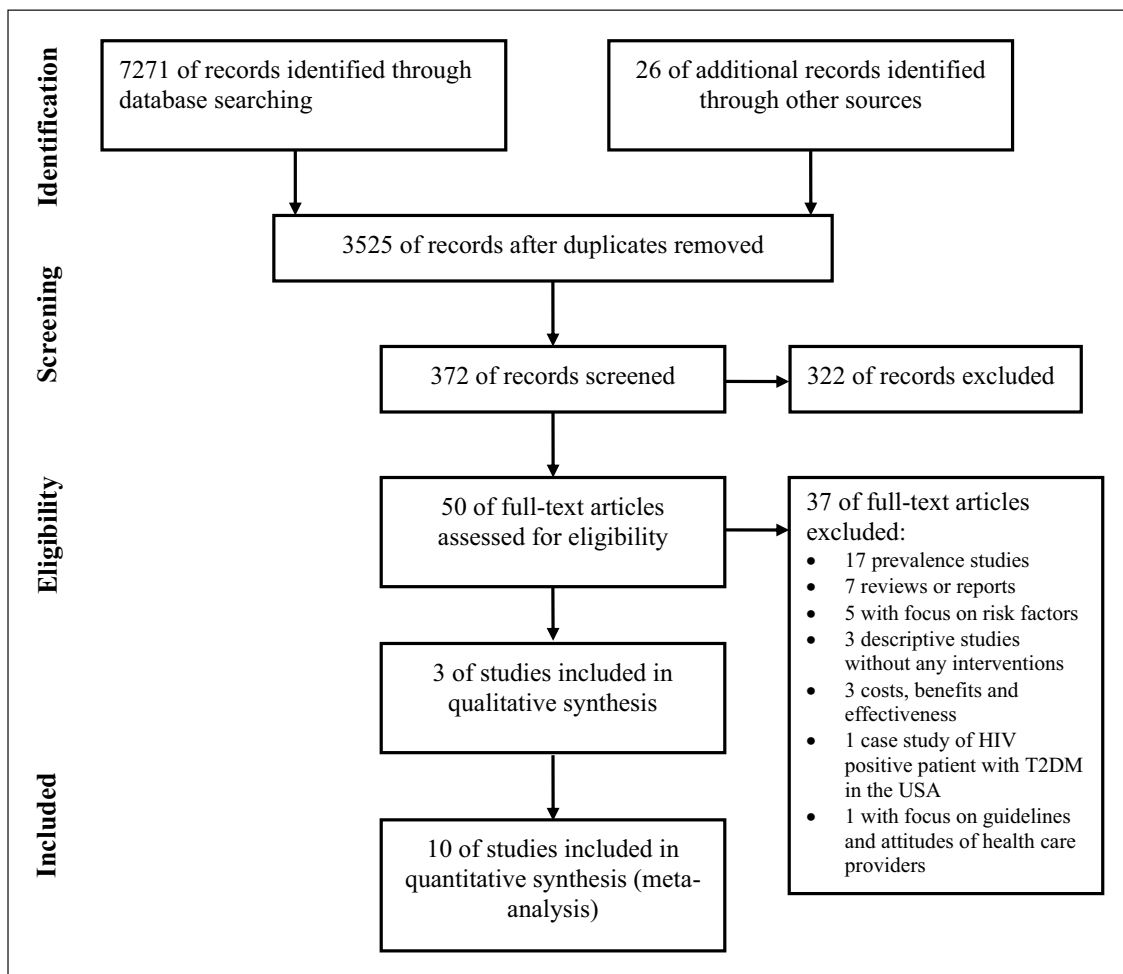 Identification
7271 of records identified through
database searching
26 of additional records identified
through other sources
3525 of records after duplicates removed
Screening
372 of records screened
322 of records excluded
Eligibility
50 of full-text articles
assessed for eligibility
37 of full-text articles
excluded:
• 17 prevalence studies
• 7 reviews or reports
• 5 with focus on risk factors
• 3 descriptive studies
without any interventions
• 3 costs, benefits and
effectiveness
• 1 case study of HIV
positive patient with T2DM
in the USA
• 1 with focus on guidelines
and attitudes of health care
providers
3 of studies included in
qualitative synthesis
Included
10 of studies included in
quantitative synthesis (meta-
analysis)